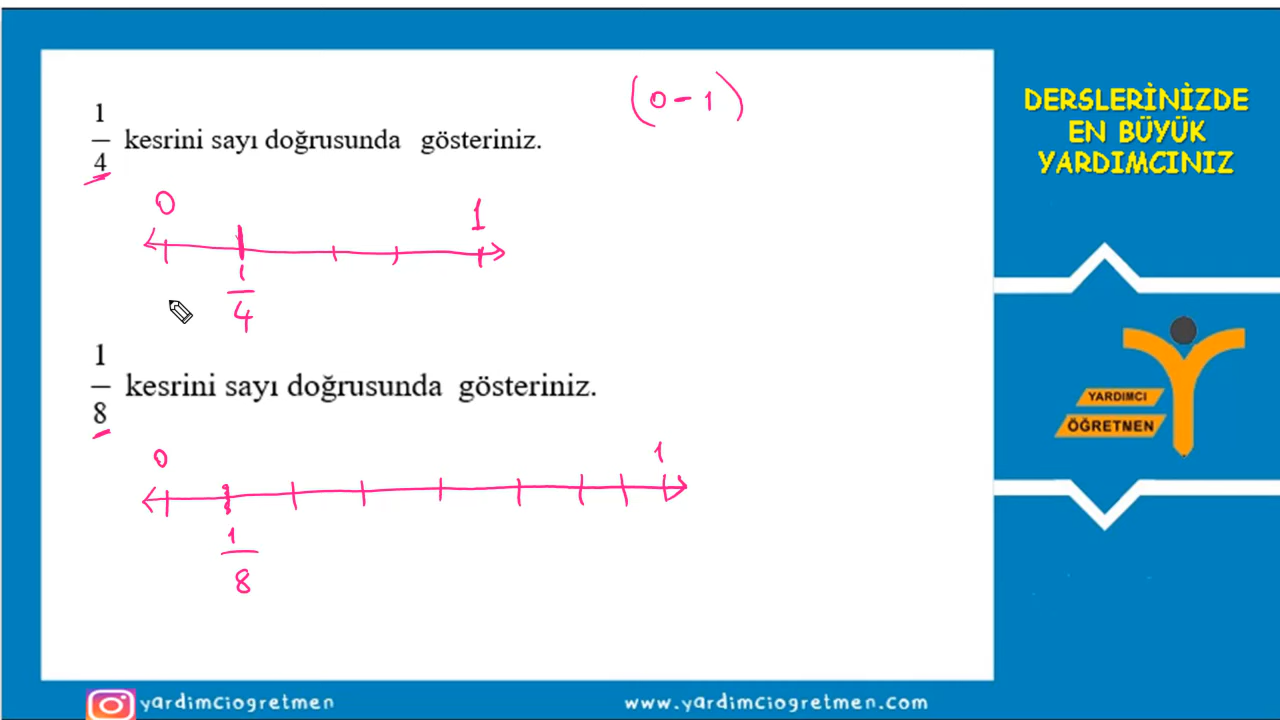 (0-1)
1/4 kesrini sayı doğrusunda gösteriniz.
0 1
1/4
1/8 kesrini sayı doğrusunda gösteriniz.
0 1
1/8
DERSLERİNİZDE
EN BÜYÜK
YARDIMCINIZ
YARDIMCI
ÖĞRETMEN
yardimciogretmen
www.yardimciogretmen.com